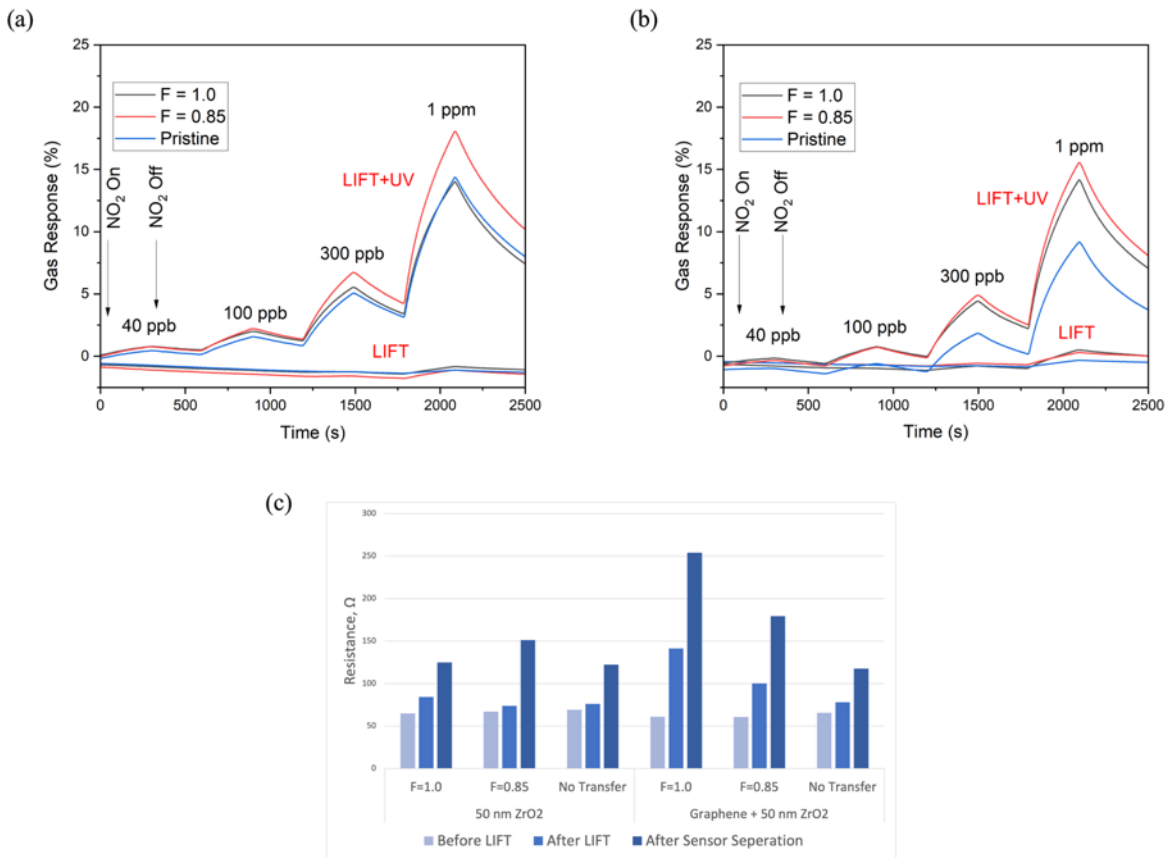 (a)
(b)
25
20
15
10
5
0
Gas Response (%)
F = 1.0
F = 0.85
Pristine
NO2 On
NO2 Off
40 ppb
100 ppb
300 ppb
1 ppm
LIFT+UV
LIFT
0 500 1000 1500 2000 2500
Time (s)
25
20
15
10
5
0
Gas Response (%)
F = 1.0
F = 0.85
Pristine
NO2 On
NO2 Off
40 ppb
100 ppb
300 ppb
1 ppm
LIFT+UV
LIFT
0 500 1000 1500 2000 2500
Time (s)
(c)
300
250
200
150
100
50
0
Resistance, Ω
F=1.0 F=0.85 No Transfer F=1.0 F=0.85 No Transfer
50 nm ZrO2 Graphene + 50 nm ZrO2
Before LIFT After LIFT After Sensor Seperation